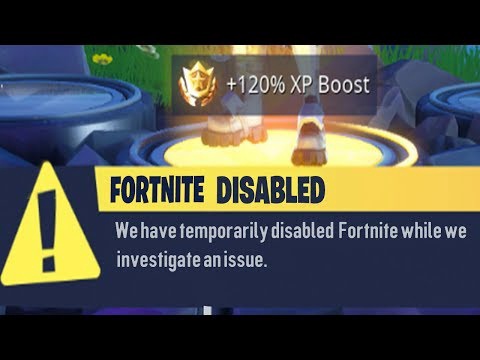 +120% XP Boost
FORTNITE DISABLED
We have temporarily disabled Fortnite while we
investigate an issue.